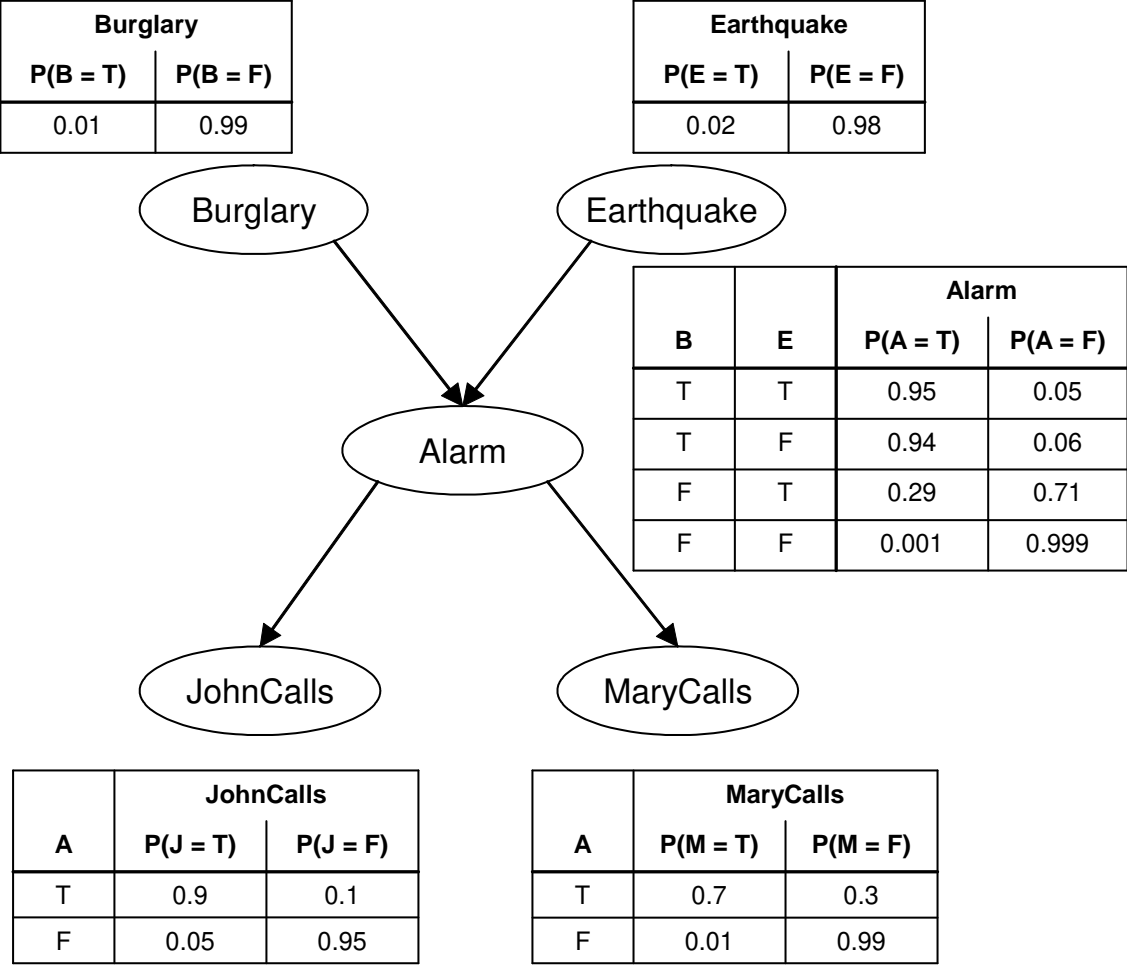 Burglary
P(B = T) P(B = F)
0.01 0.99
Earthquake
P(E = T) P(E = F)
0.02 0.98
Burglary
Earthquake
Alarm
B E P(A = T) P(A = F)
T T 0.95 0.05
T F 0.94 0.06
F T 0.29 0.71
F F 0.001 0.999
Alarm
JohnCalls
MaryCalls
JohnCalls
A P(J = T) P(J = F)
T 0.9 0.1
F 0.05 0.95
MaryCalls
A P(M = T) P(M = F)
T 0.7 0.3
F 0.01 0.99